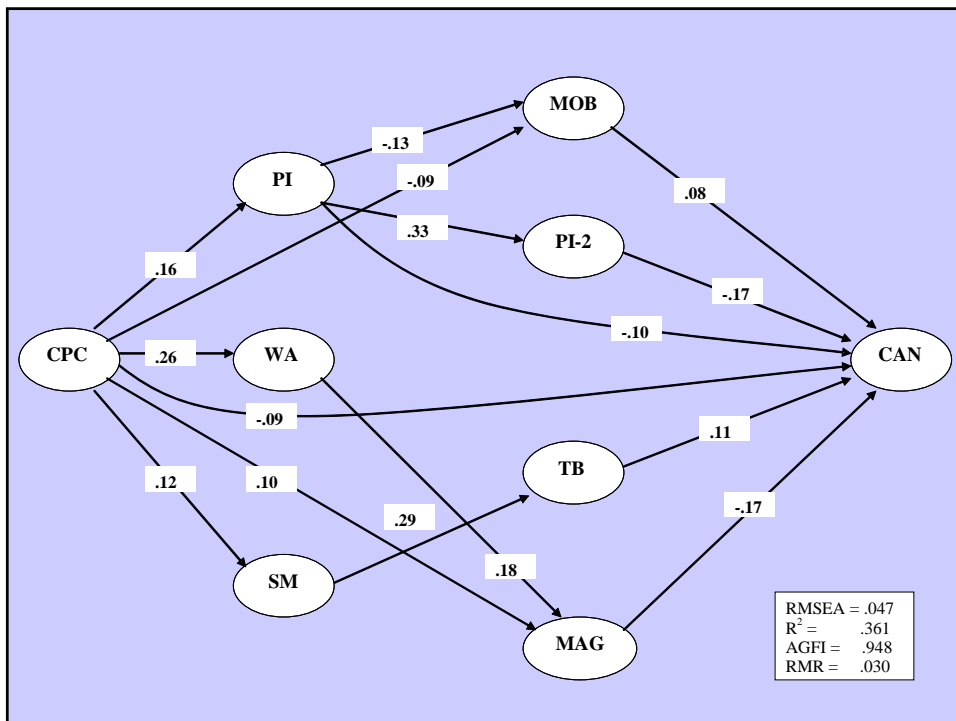 MOB
-.13
PI
-.09
.08
.33
PI-2
.16
-.17
-.10
CPC
.26
WA
CAN
-.09
.11
TB
.12
.10
.29
-.17
.18
SM
MAG
RMSEA = .047
R² = .361
AGFI = .948
RMR = .030